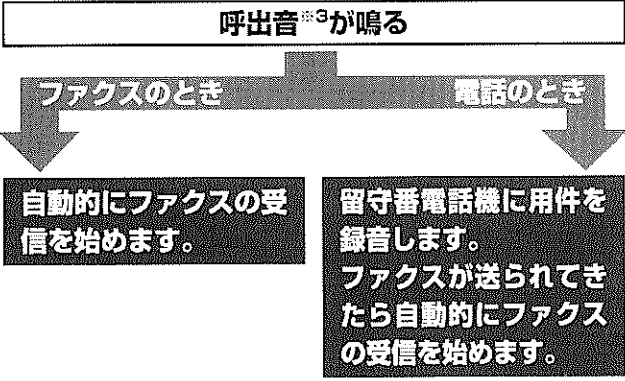 呼出音※3が鳴る
ファクスのとき
電話のとき
自動的にファクスの受
信を始めます。
留守番電話機に用件を
録音します。
ファクスが送られてき
たら自動的にファクス
の受信を始めます。